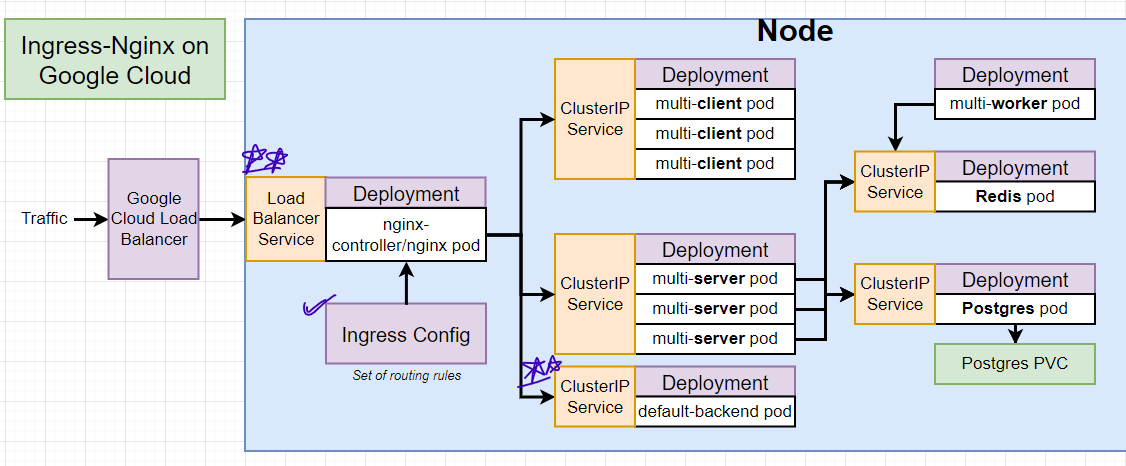 Ingress-Nginx on
Google Cloud
Node
Traffic
Google
Cloud Load
Balancer
Load
Balancer
Service
Deployment
nginx-
controller/nginx pod
Ingress Config
Set of routing rules
ClusterIP
Service
Deployment
multi-client pod
multi-client pod
multi-client pod
ClusterIP
Service
Deployment
multi-server pod
multi-server pod
multi-server pod
ClusterIP
Service
Deployment
default-backend pod
Deployment
multi-worker pod
ClusterIP
Service
Deployment
Redis pod
ClusterIP
Service
Deployment
Postgres pod
Postgres PVC